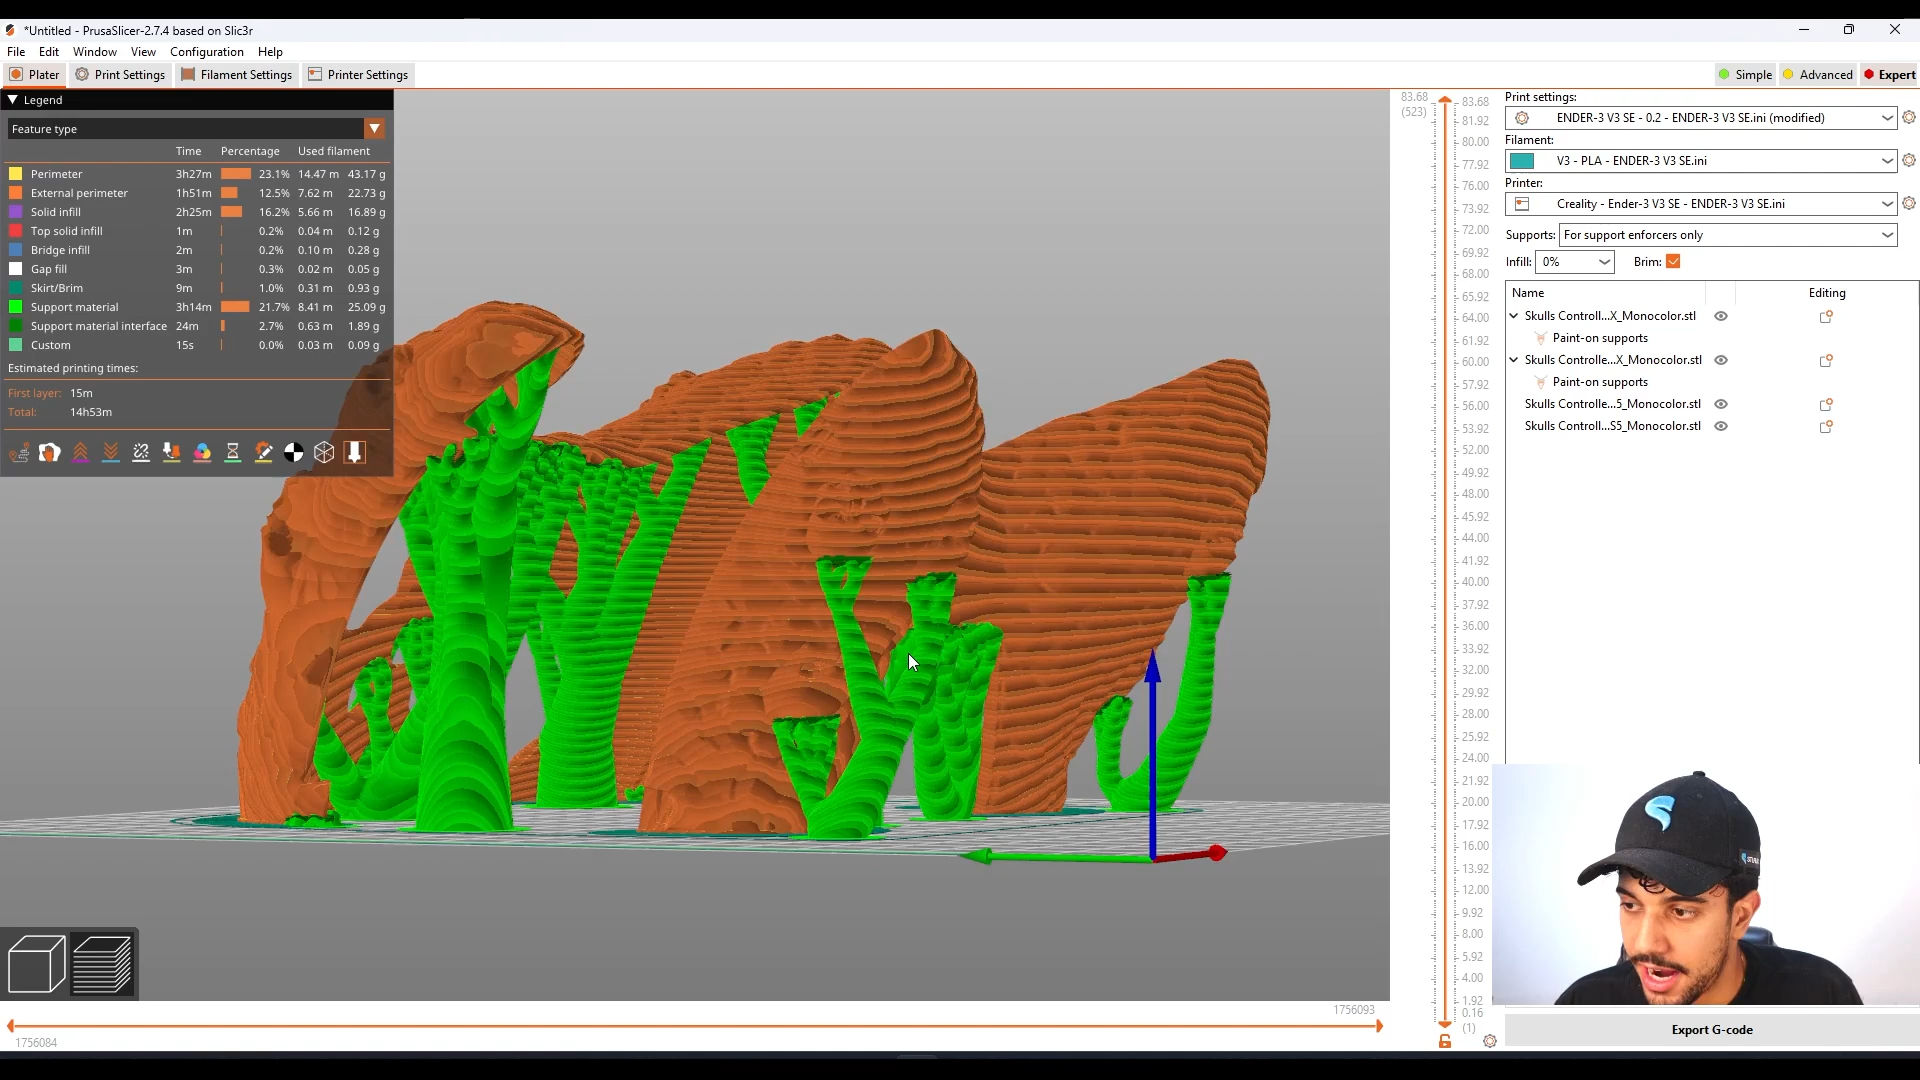 *Untitled - PrusaSlicer-2.7.4 based on Slic3r
File Edit Window View Configuration Help
Plater Print Settings Filament Settings Printer Settings Simple Advanced Expert
Legend
Feature type
Time Percentage Used filament
Perimeter 3h27m 23.1% 14.47 m 43.17 g
External perimeter 1h51m 12.5% 7.62 m 22.73 g
Solid infill 2h25m 16.2% 5.66 m 16.89 g
Top solid infill 1m 0.2% 0.04 m 0.12 g
Bridge infill 2m 0.2% 0.10 m 0.28 g
Gap fill 3m 0.3% 0.02 m 0.05 g
Skirt/Brim 9m 1.0% 0.31 m 0.93 g
Support material 3h14m 21.7% 8.41 m 25.09 g
Support material interface 24m 2.7% 0.63 m 1.89 g
Custom 15s 0.0% 0.03 m 0.09 g
Estimated printing times:
First layer: 15m
Total: 14h53m
1756093
1756084
83.68
(523)
83.68
81.92
80.00
77.92
76.00
73.92
72.00
69.92
68.00
65.92
64.00
61.92
60.00
57.92
56.00
53.92
52.00
49.92
48.00
45.92
44.00
41.92
40.00
37.92
36.00
33.92
32.00
29.92
28.00
25.92
24.00
21.92
20.00
17.92
16.00
13.92
12.00
9.92
8.00
5.92
4.00
1.92
0.16
(1)
Print settings:
ENDER-3 V3 SE - 0.2 - ENDER-3 V3 SE.ini (modified)
Filament:
V3 - PLA - ENDER-3 V3 SE.ini
Printer:
Creality - Ender-3 V3 SE - ENDER-3 V3 SE.ini
Supports: For support enforcers only
Infill: 0% Brim:
Name Editing
Skulls Controll...X_Monocolor.stl
Paint-on supports
Skulls Controlle...X_Monocolor.stl
Paint-on supports
Skulls Controlle...5_Monocolor.stl
Skulls Controll...S5_Monocolor.stl
Export G-code